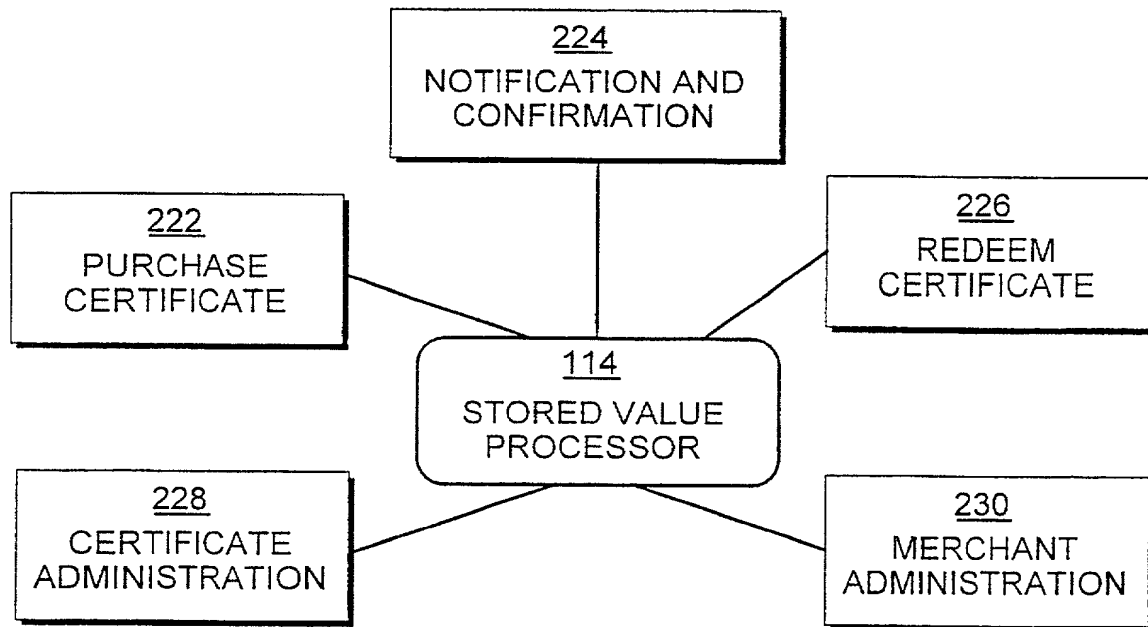 224
NOTIFICATION AND
CONFIRMATION
222
PURCHASE
CERTIFICATE
226
REDEEM
CERTIFICATE
114
STORED VALUE
PROCESSOR
228
CERTIFICATE
ADMINISTRATION
230
MERCHANT
ADMINISTRATION